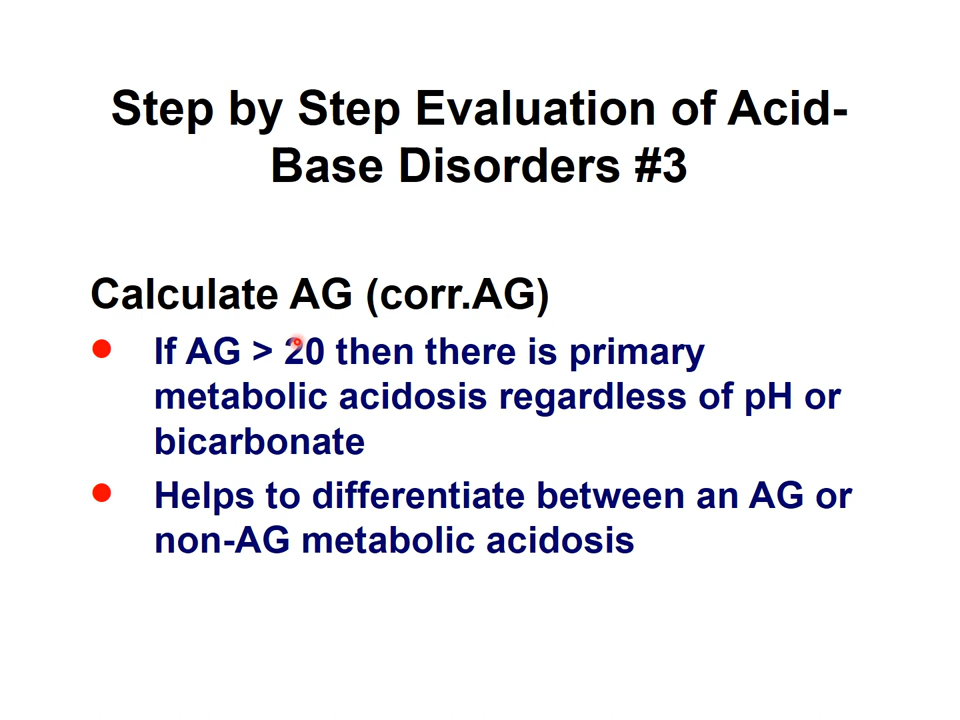 Step by Step Evaluation of Acid-
Base Disorders #3
Calculate AG (corr.AG)
If AG > 20 then there is primary
metabolic acidosis regardless of pH or
bicarbonate
Helps to differentiate between an AG or
non-AG metabolic acidosis